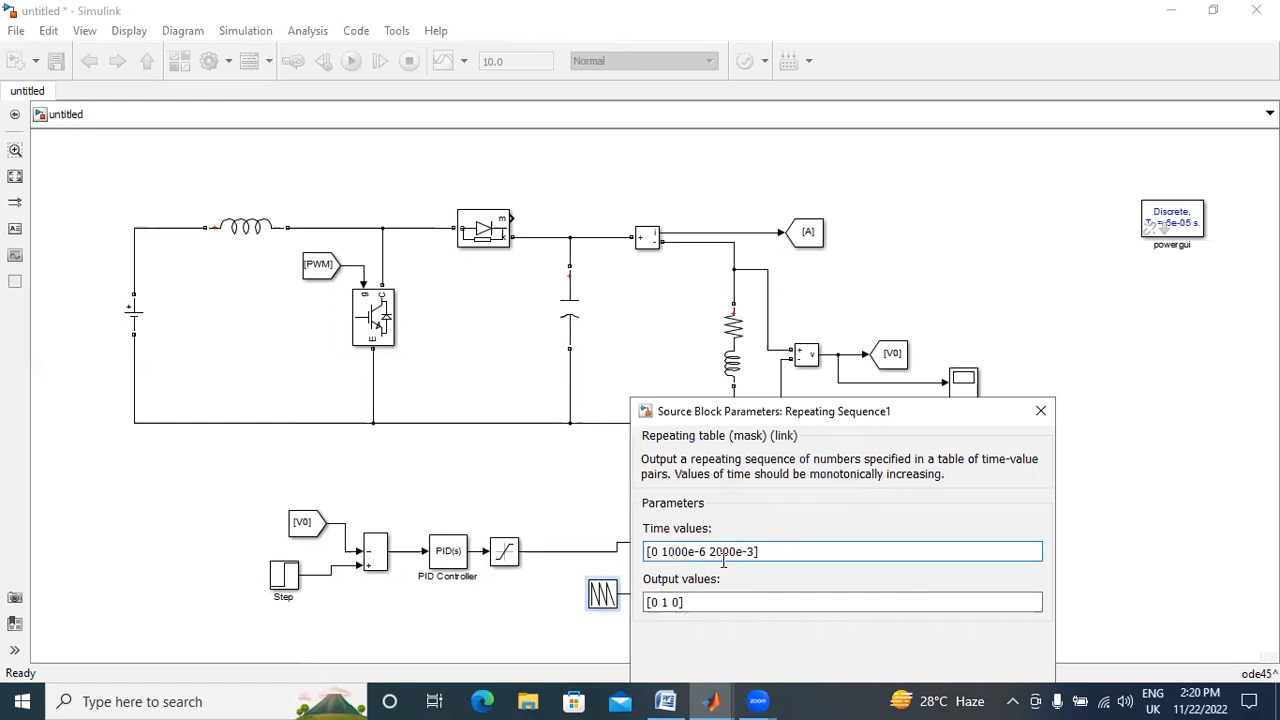 untitled * - Simulink
File Edit View Display Diagram Simulation Analysis Code Tools Help
10.0 Normal
untitled
untitled
[PWM]
g C
E
m
k
+ i
-
[A]
Discrete,
powergui
+
+ v
-
[V0]
Source Block Parameters: Repeating Sequence1
Repeating table (mask) (link)
Output a repeating sequence of numbers specified in a table of time-value
pairs. Values of time should be monotonically increasing.
Parameters
Time values:
[0 1000e-6 2000e-3]
Output values:
[0 1 0]
[V0]
−
+
PID(s)
PID Controller
Step
Ready
ode45^
Type here to search
28°C Haze
ENG
UK
2:20 PM
11/22/2022
zoom